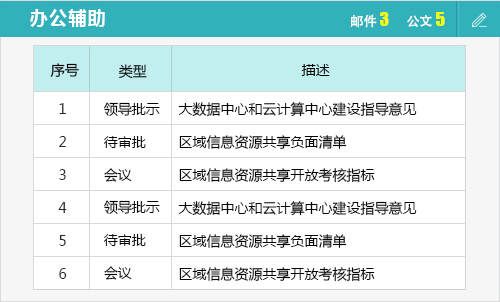 办公辅助 邮件 3 公文 5
序号 类型 描述
1 领导批示 大数据中心和云计算中心建设指导意见
2 待审批 区域信息资源共享负面清单
3 会议 区域信息资源共享开放考核指标
4 领导批示 大数据中心和云计算中心建设指导意见
5 待审批 区域信息资源共享负面清单
6 会议 区域信息资源共享开放考核指标